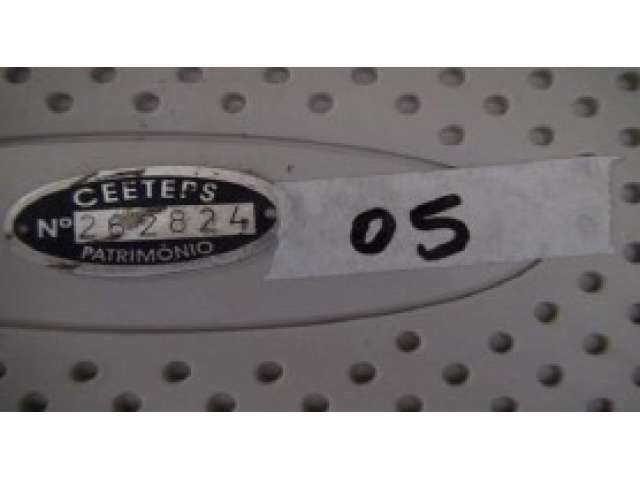 CEETEPS
Nº 262824
PATRIMÔNIO
05